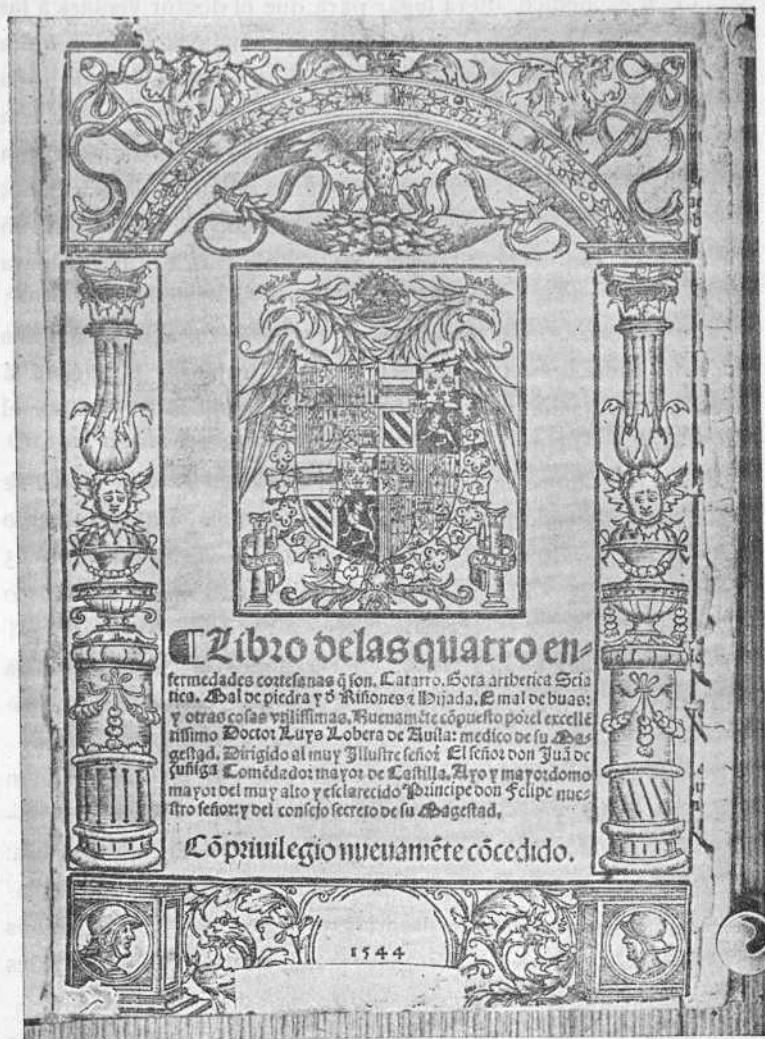 ¶Libro delas quatro en-
fermedades cortesanas q̃ son. Catarro. Gota arthetica Scia
tica. Mal de piedra y d̓ Riñones ⁊ Hijada. E mal de buas:
y otras cosas vtilissimas. Nueuamẽte cõpuesto porel excellẽ
tissimo Doctor Luys Lobera de Auila: medico de su Ma-
gestad. Dirigido al muy Illustre señor El señor don Juã de
çuñiga Comẽdador mayor de Castilla. Ayo y mayordomo
mayor del muy alto y esclarecido Principe don Felipe nue-
stro señor: y del consejo secreto de su Magestad.
Cõ priuilegio nueuamẽte cõcedido.
1544